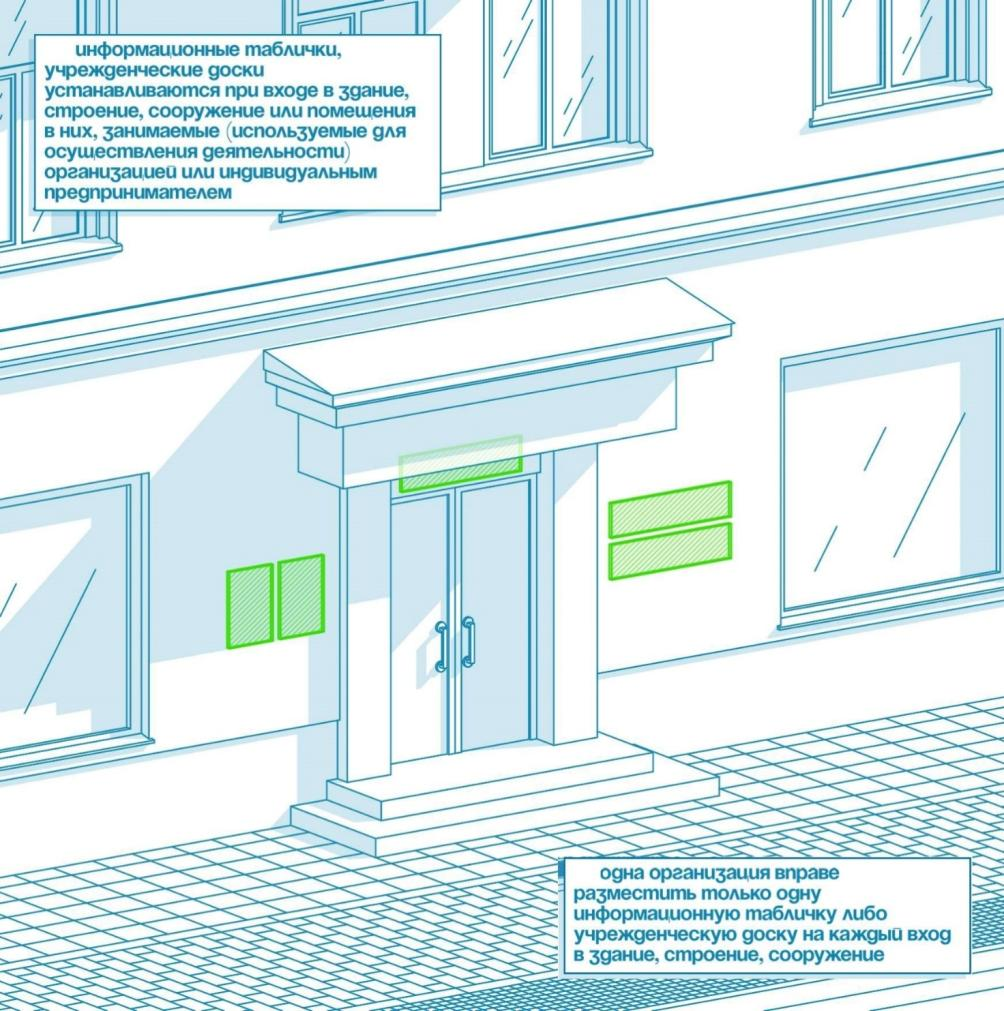 информационные таблички,
учрежденческие доски
устанавливаются при входе в здание,
строение, сооружение или помещения
в них, занимаемые (используемые для
осуществления деятельности)
организацией или индивидуальным
предпринимателем
одна организация вправе
разместить только одну
информационную табличку либо
учрежденческую доску на каждый вход
в здание, строение, сооружение